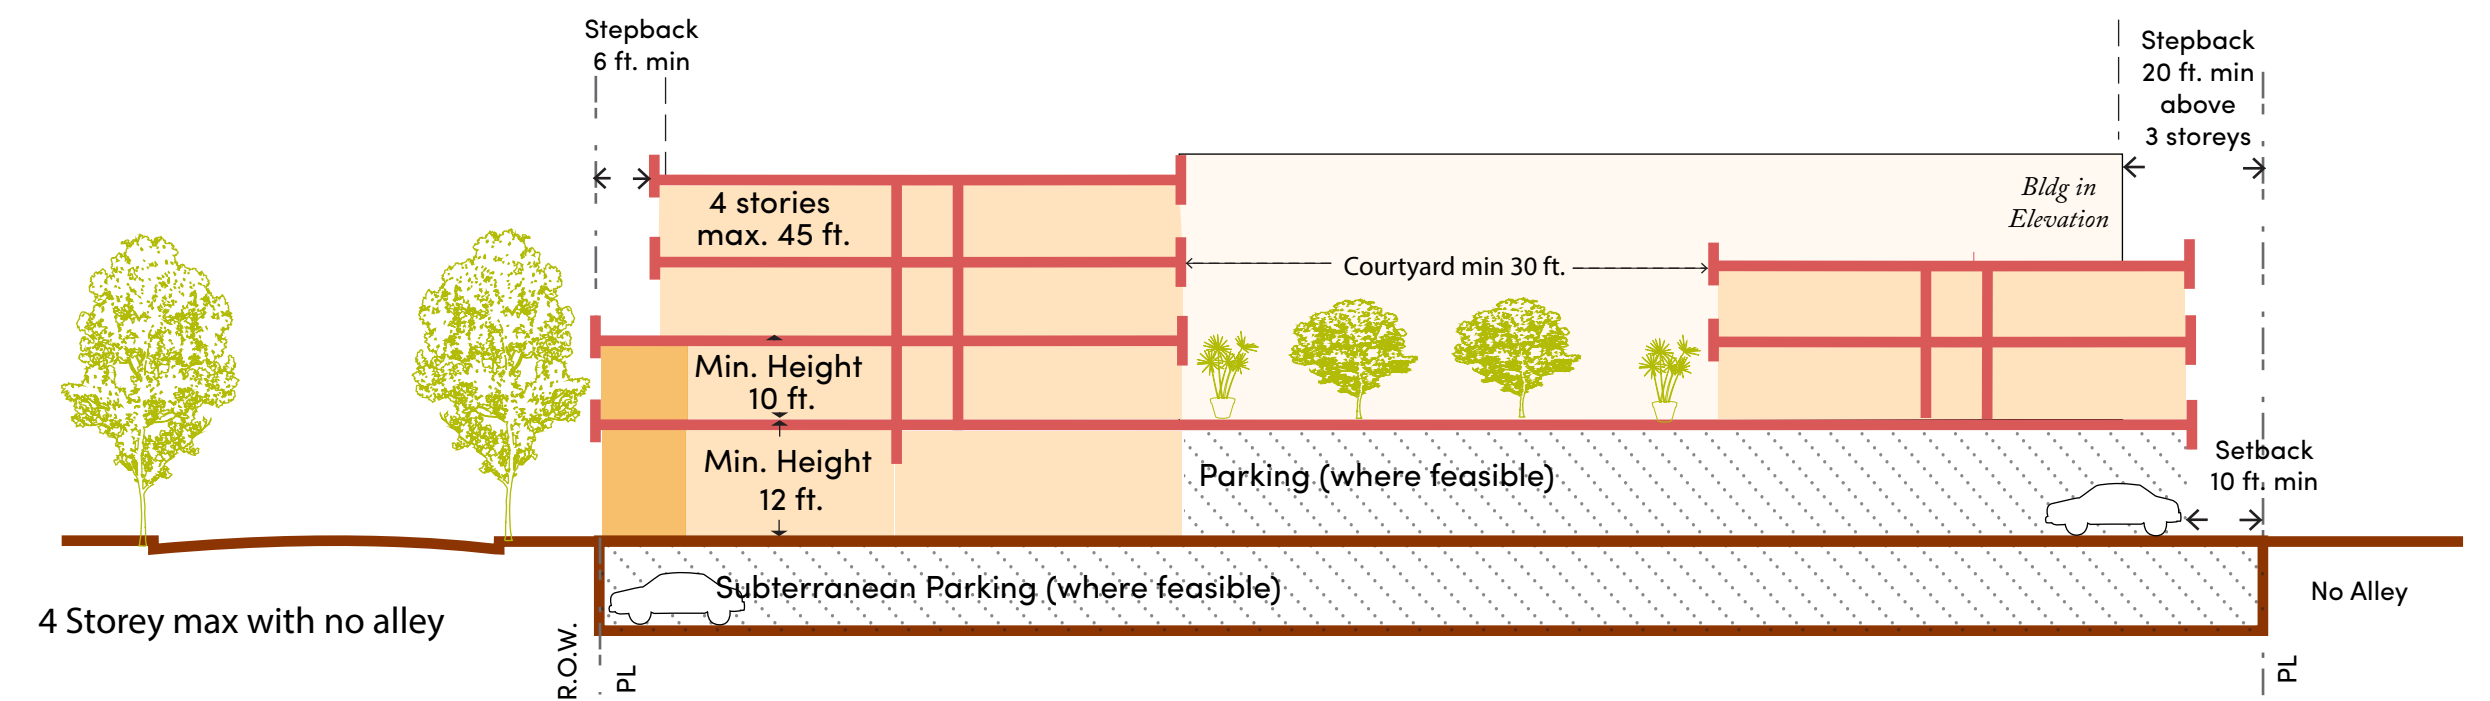 Stepback
6 ft. min
Stepback
20 ft. min
above
3 storeys
4 stories
max. 45 ft.
Bldg in
Elevation
Courtyard min 30 ft.
Min. Height
10 ft.
Min. Height
12 ft.
Parking (where feasible)
Setback
10 ft. min
Subterranean Parking (where feasible)
No Alley
4 Storey max with no alley
R.O.W.
PL
PL